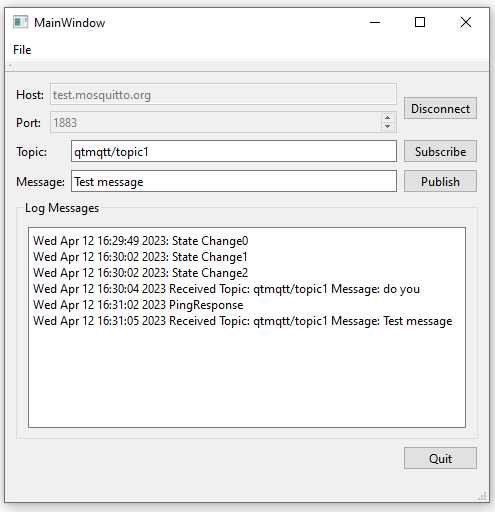 MainWindow
File
Host: test.mosquitto.org
Disconnect
Port: 1883
Topic: qtmqtt/topic1 Subscribe
Message: Test message Publish
Log Messages
Wed Apr 12 16:29:49 2023: State Change0
Wed Apr 12 16:30:02 2023: State Change1
Wed Apr 12 16:30:02 2023: State Change2
Wed Apr 12 16:30:04 2023 Received Topic: qtmqtt/topic1 Message: do you
Wed Apr 12 16:31:02 2023 PingResponse
Wed Apr 12 16:31:05 2023 Received Topic: qtmqtt/topic1 Message: Test message
Quit